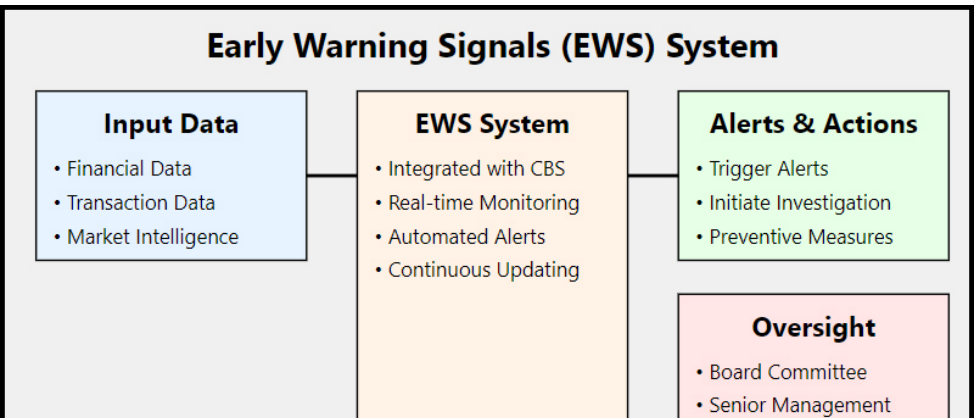 Early Warning Signals (EWS) System
Input Data
• Financial Data
• Transaction Data
• Market Intelligence
EWS System
• Integrated with CBS
• Real-time Monitoring
• Automated Alerts
• Continuous Updating
Alerts & Actions
• Trigger Alerts
• Initiate Investigation
• Preventive Measures
Oversight
• Board Committee
• Senior Management